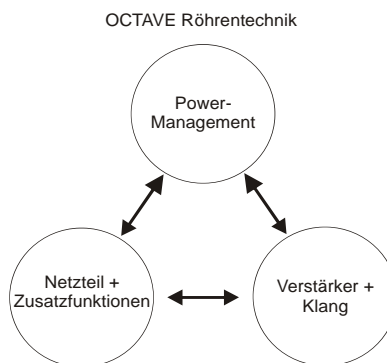 OCTAVE Röhrentechnik
Power-
Management
Netzteil +
Zusatzfunktionen
Verstärker +
Klang